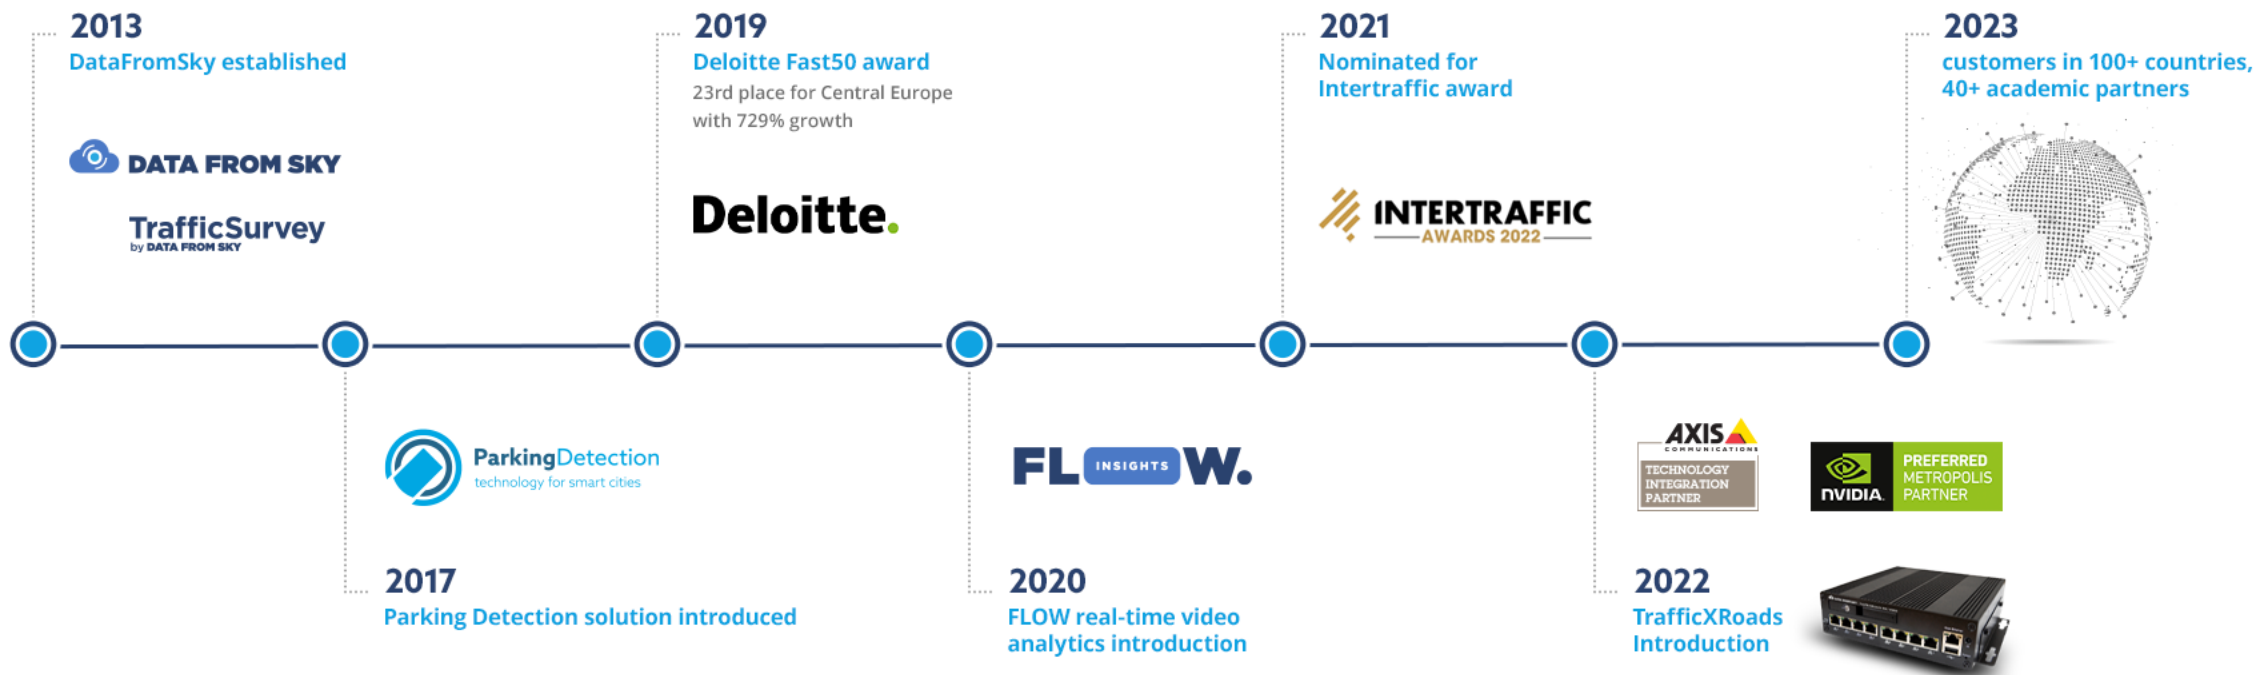 2013
DataFromSky established
DATA FROM SKY
TrafficSurvey
by DATA FROM SKY
2017
Parking Detection solution introduced
ParkingDetection
technology for smart cities
2019
Deloitte Fast50 award
23rd place for Central Europe
with 729% growth
Deloitte.
FLOW.
INSIGHTS
2020
FLOW real-time video
analytics introduction
2021
Nominated for
Intertraffic award
INTERTRAFFIC
AWARDS 2022
AXIS
COMMUNICATIONS
TECHNOLOGY
INTEGRATION
PARTNER
NVIDIA.
PREFERRED
METROPOLIS
PARTNER
2022
TrafficXRoads
Introduction
2023
customers in 100+ countries,
40+ academic partners